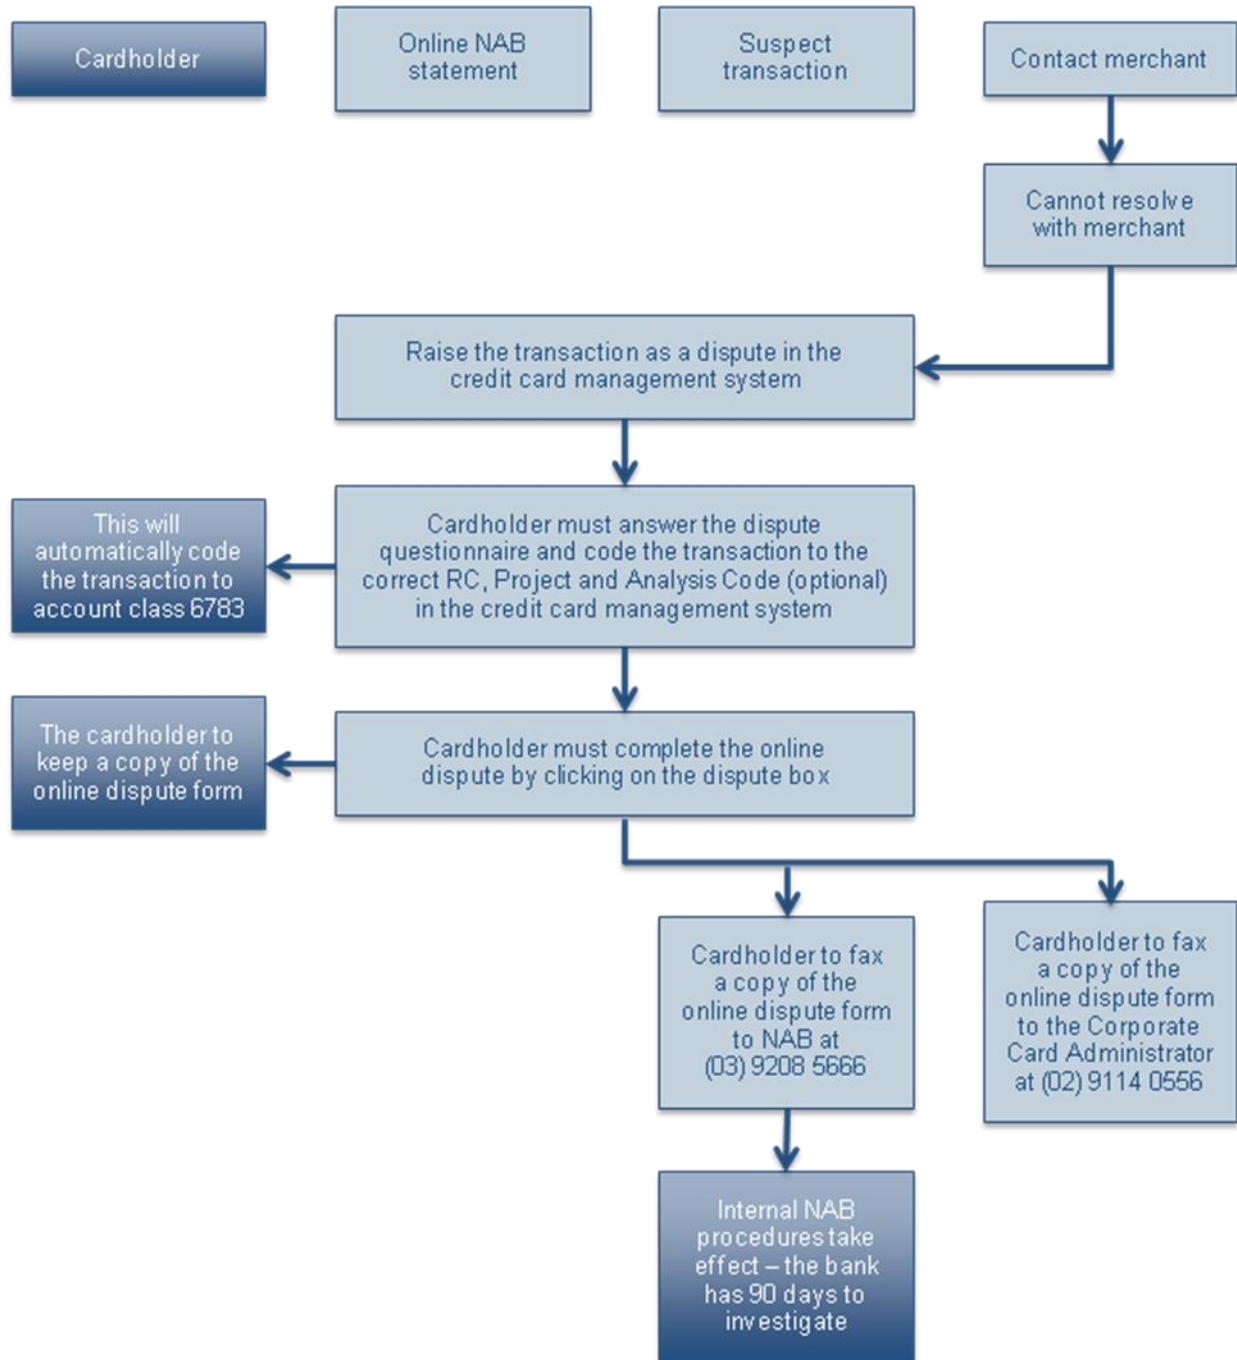 Cardholder
Online NAB
statement
Suspect
transaction
Contact merchant
Cannot resolve
with merchant
Raise the transaction as a dispute in the
credit card management system
This will
automatically code
the transaction to
account class 6783
Cardholder must answer the dispute
questionnaire and code the transaction to the
correct RC, Project and Analysis Code (optional)
in the credit card management system
The cardholder to
keep a copy of the
online dispute form
Cardholder must complete the online
dispute by clicking on the dispute box
Cardholder to fax
a copy of the
online dispute form
to NAB at
(03) 9208 5666
Cardholder to fax
a copy of the
online dispute form
to the Corporate
Card Administrator
at (02) 9114 0556
Internal NAB
procedures take
effect – the bank
has 90 days to
investigate